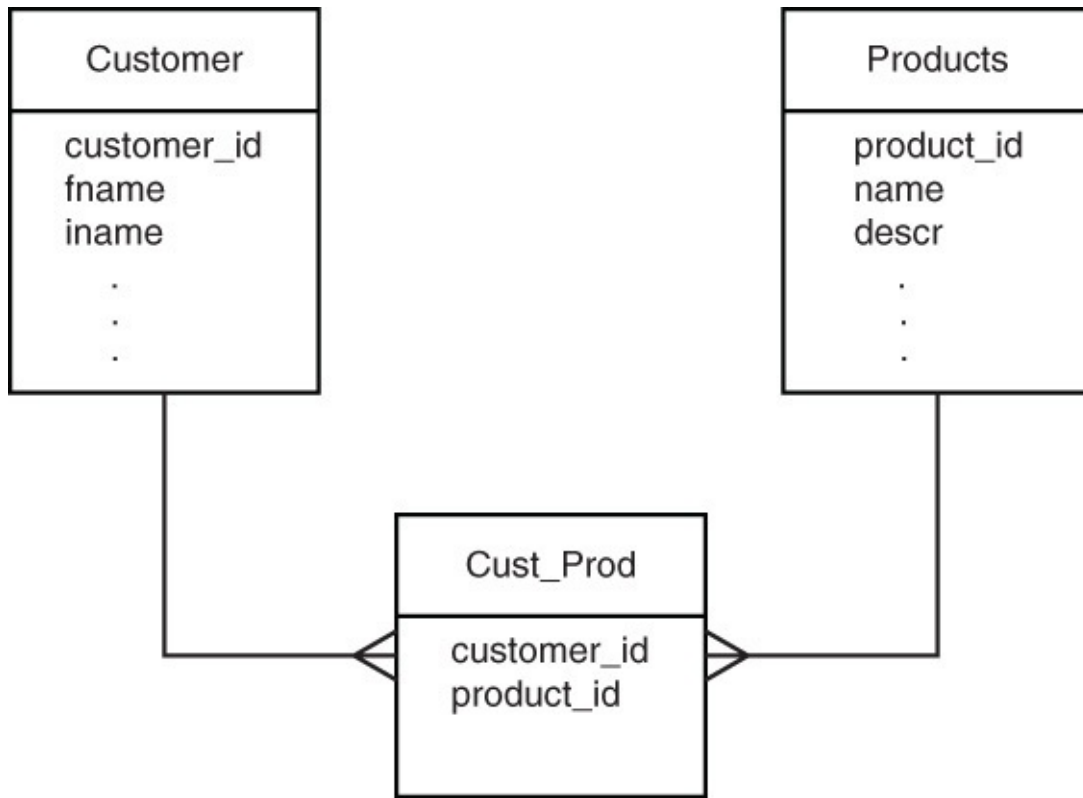 Customer
customer_id
fname
iname
.
.
.
Products
product_id
name
descr
.
.
.
Cust_Prod
customer_id
product_id